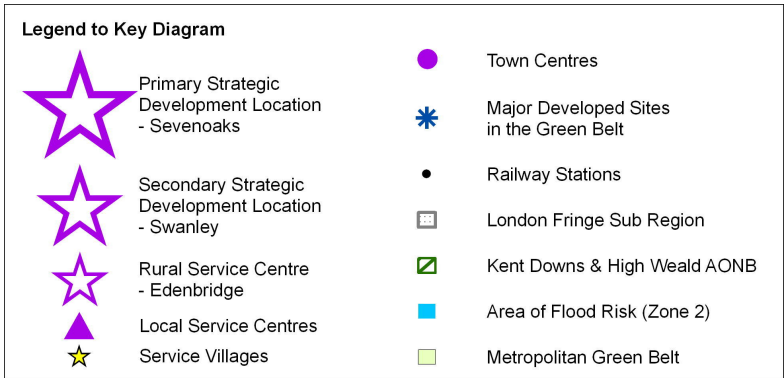 Legend to Key Diagram
Primary Strategic
Development Location
- Sevenoaks
Secondary Strategic
Development Location
- Swanley
Rural Service Centre
- Edenbridge
Local Service Centres
Service Villages
Town Centres
Major Developed Sites
in the Green Belt
Railway Stations
London Fringe Sub Region
Kent Downs & High Weald AONB
Area of Flood Risk (Zone 2)
Metropolitan Green Belt